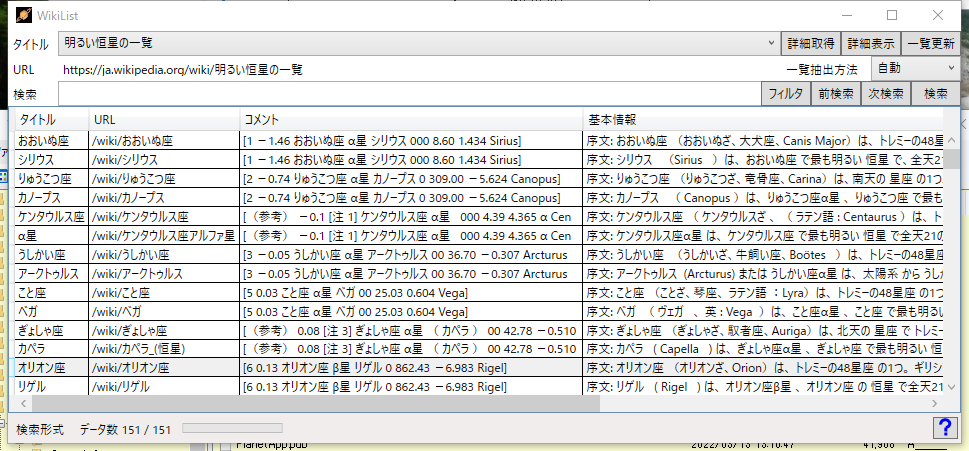 WikiList
タイトル 明るい恒星の一覧 詳細取得 詳細表示 一覧更新
URL https://ja.wikipedia.org/wiki/明るい恒星の一覧 一覧抽出方法 自動
検索 フィルタ 前検索 次検索 検索
タイトル URL コメント 基本情報
おおいぬ座 /wiki/おおいぬ座 [1 －1.46 おおいぬ座 α星 シリウス 000 8.60 1.434 Sirius] 序文: おおいぬ座 （おおいぬざ、大犬座、Canis Major）は、トレミーの48星
シリウス /wiki/シリウス [1 －1.46 おおいぬ座 α星 シリウス 000 8.60 1.434 Sirius] 序文: シリウス （Sirius ）は、おおいぬ座 で最も明るい 恒星 で、全天21
りゅうこつ座 /wiki/りゅうこつ座 [2 －0.74 りゅうこつ座 α星 カノープス 0 309.00 －5.624 Canopus] 序文: りゅうこつ座 （りゅうこつざ、竜骨座、Carina）は、南天の 星座 の1つ
カノープス /wiki/カノープス [2 －0.74 りゅうこつ座 α星 カノープス 0 309.00 －5.624 Canopus] 序文: カノープス （ Canopus ）は、りゅうこつ座α星 、りゅうこつ座 で最も
ケンタウルス座 /wiki/ケンタウルス座 [（参考） －0.1 [注 1] ケンタウルス座 α星 000 4.39 4.365 α Cen 序文: ケンタウルス座 （ ケンタウルスざ 、（ ラテン語 : Centaurus ）は、ト
α星 /wiki/ケンタウルス座アルファ星 [（参考） －0.1 [注 1] ケンタウルス座 α星 000 4.39 4.365 α Cen 序文: ケンタウルス座α星 は、ケンタウルス座 で最も明るい 恒星 で全天21の
うしかい座 /wiki/うしかい座 [3 －0.05 うしかい座 α星 アークトゥルス 00 36.70 －0.307 Arcturus 序文: うしかい座 （うしかいざ、牛飼い座、Boötes ）は、トレミーの48星座
アークトゥルス /wiki/アークトゥルス [3 －0.05 うしかい座 α星 アークトゥルス 00 36.70 －0.307 Arcturus 序文: アークトゥルス (Arcturus) または うしかい座α星 は、太陽系 から うし
こと座 /wiki/こと座 [5 0.03 こと座 α星 ベガ 00 25.03 0.604 Vega] 序文: こと座 （ことざ、琴座、ラテン語 ：Lyra）は、トレミーの48星座 の1つ
ベガ /wiki/ベガ [5 0.03 こと座 α星 ベガ 00 25.03 0.604 Vega] 序文: ベガ （ ヴェガ 、英 : Vega ）は、こと座α星 、こと座 で最も明るい
ぎょしゃ座 /wiki/ぎょしゃ座 [（参考） 0.08 [注 3] ぎょしゃ座 α星 （ カペラ ） 00 42.78 －0.510 序文: ぎょしゃ座 （ぎょしゃざ、馭者座、Auriga）は、北天の 星座 で トレミ
カペラ /wiki/カペラ_(恒星) [（参考） 0.08 [注 3] ぎょしゃ座 α星 （ カペラ ） 00 42.78 －0.510 序文: カペラ （ Capella ）は、ぎょしゃ座α星 、ぎょしゃ座 で最も明るい 恒
オリオン座 /wiki/オリオン座 [6 0.13 オリオン座 β星 リゲル 0 862.43 －6.983 Rigel] 序文: オリオン座 （オリオンざ、Orion）は、トレミーの48星座 の1つ。ギリシ
リゲル /wiki/リゲル [6 0.13 オリオン座 β星 リゲル 0 862.43 －6.983 Rigel] 序文: リゲル （ Rigel ）は、オリオン座β星 、オリオン座 の 恒星 で全天
検索形式 データ数 151 / 151 ?